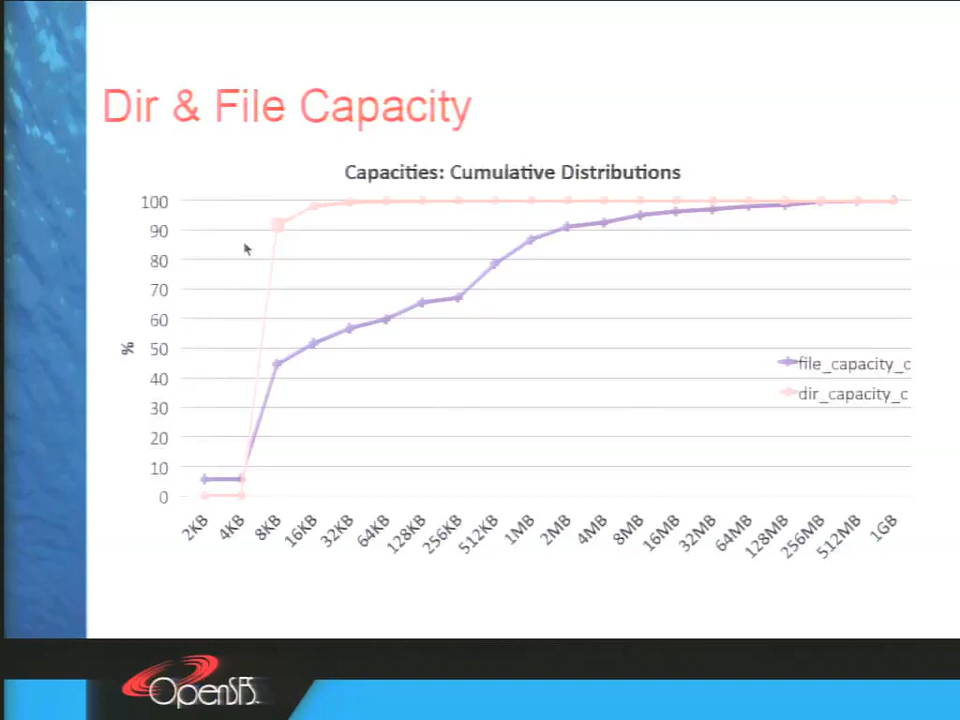 Dir & File Capacity
Capacities: Cumulative Distributions
100
90
80
70
60
50
40
30
20
10
0
%
file_capacity_c
dir_capacity_c
2KB
4KB
8KB
16KB
32KB
64KB
128KB
256KB
512KB
1MB
2MB
4MB
8MB
16MB
32MB
64MB
128MB
256MB
512MB
1GB
OpenSFS